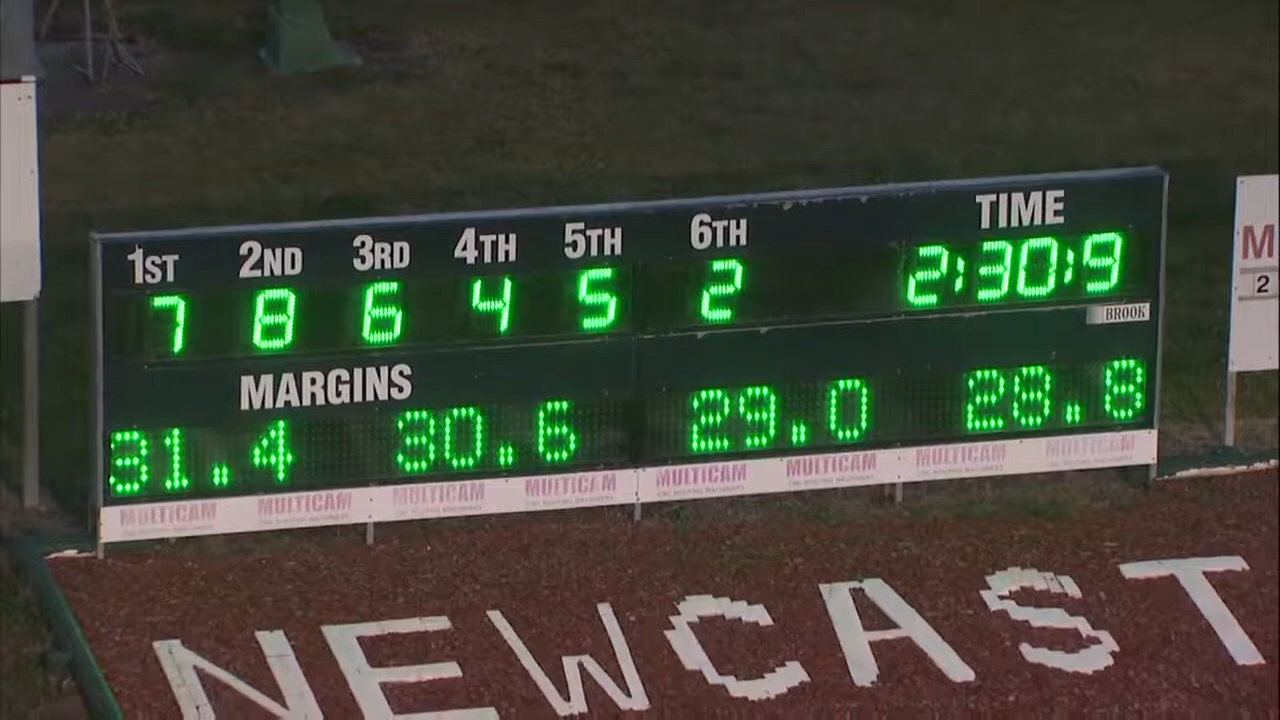 1ST 2ND 3RD 4TH 5TH 6TH TIME
7 8 6 4 5 2 2:30:9
BROOK
MARGINS
31.4 30.6 29.0 28.8
MULTICAM MULTICAM MULTICAM MULTICAM MULTICAM MULTICAM MULTICAM MULTICAM
M
2
NEWCAST